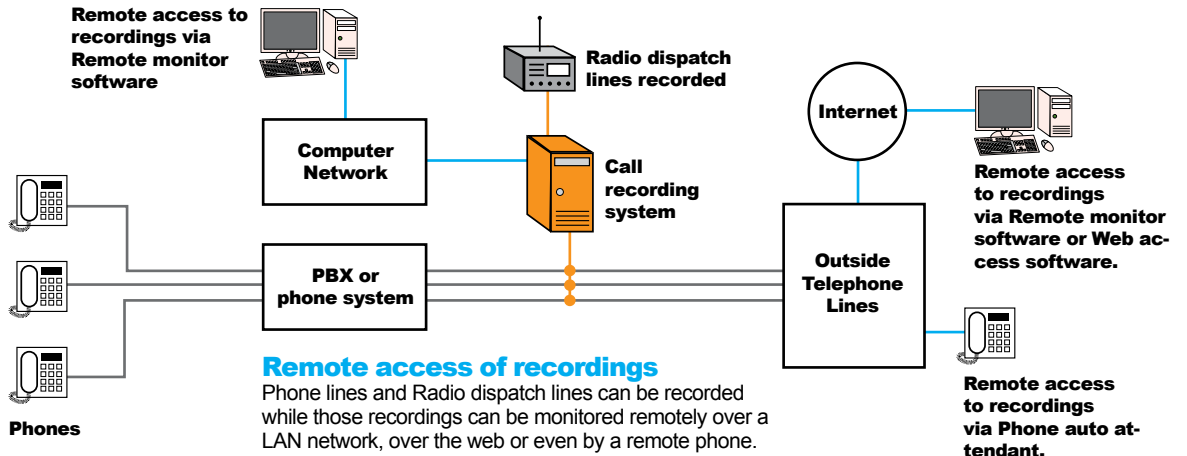 Remote access to
recordings via
Remote monitor
software
Radio dispatch
lines recorded
Internet
Computer
Network
Call
recording
system
Remote access
to recordings
via Remote monitor
software or Web ac-
cess software.
PBX or
phone system
Outside
Telephone
Lines
Remote access of recordings
Phone lines and Radio dispatch lines can be recorded
while those recordings can be monitored remotely over a
LAN network, over the web or even by a remote phone.
Phones
Remote access
to recordings
via Phone auto at-
tendant.